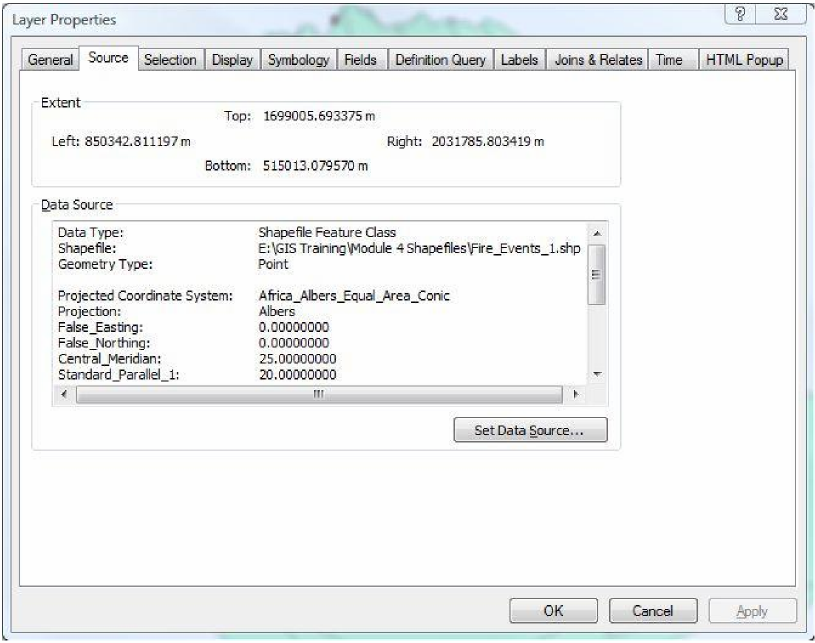 Layer Properties
General Source Selection Display Symbology Fields Definition Query Labels Joins & Relates Time HTML Popup
Extent
Top: 1699005.693375 m
Left: 850342.811197 m Right: 2031785.803419 m
Bottom: 515013.079570 m
Data Source
Data Type: Shapefile Feature Class
Shapefile: E:\GIS Training\Module 4 Shapefiles\Fire_Events_1.shp
Geometry Type: Point
Projected Coordinate System: Africa_Albers_Equal_Area_Conic
Projection: Albers
False_Easting: 0.00000000
False_Northing: 0.00000000
Central_Meridian: 25.00000000
Standard_Parallel_1: 20.00000000
Set Data Source...
OK Cancel Apply